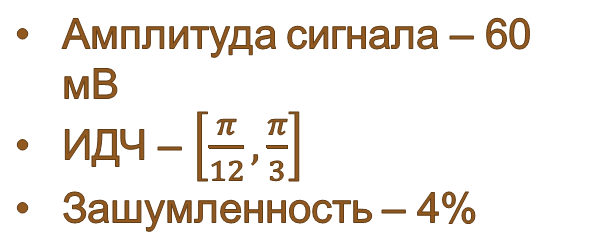 • Амплитуда сигнала – 60
мВ
• ИДЧ – [π/12, π/3]
• Зашумленность – 4%